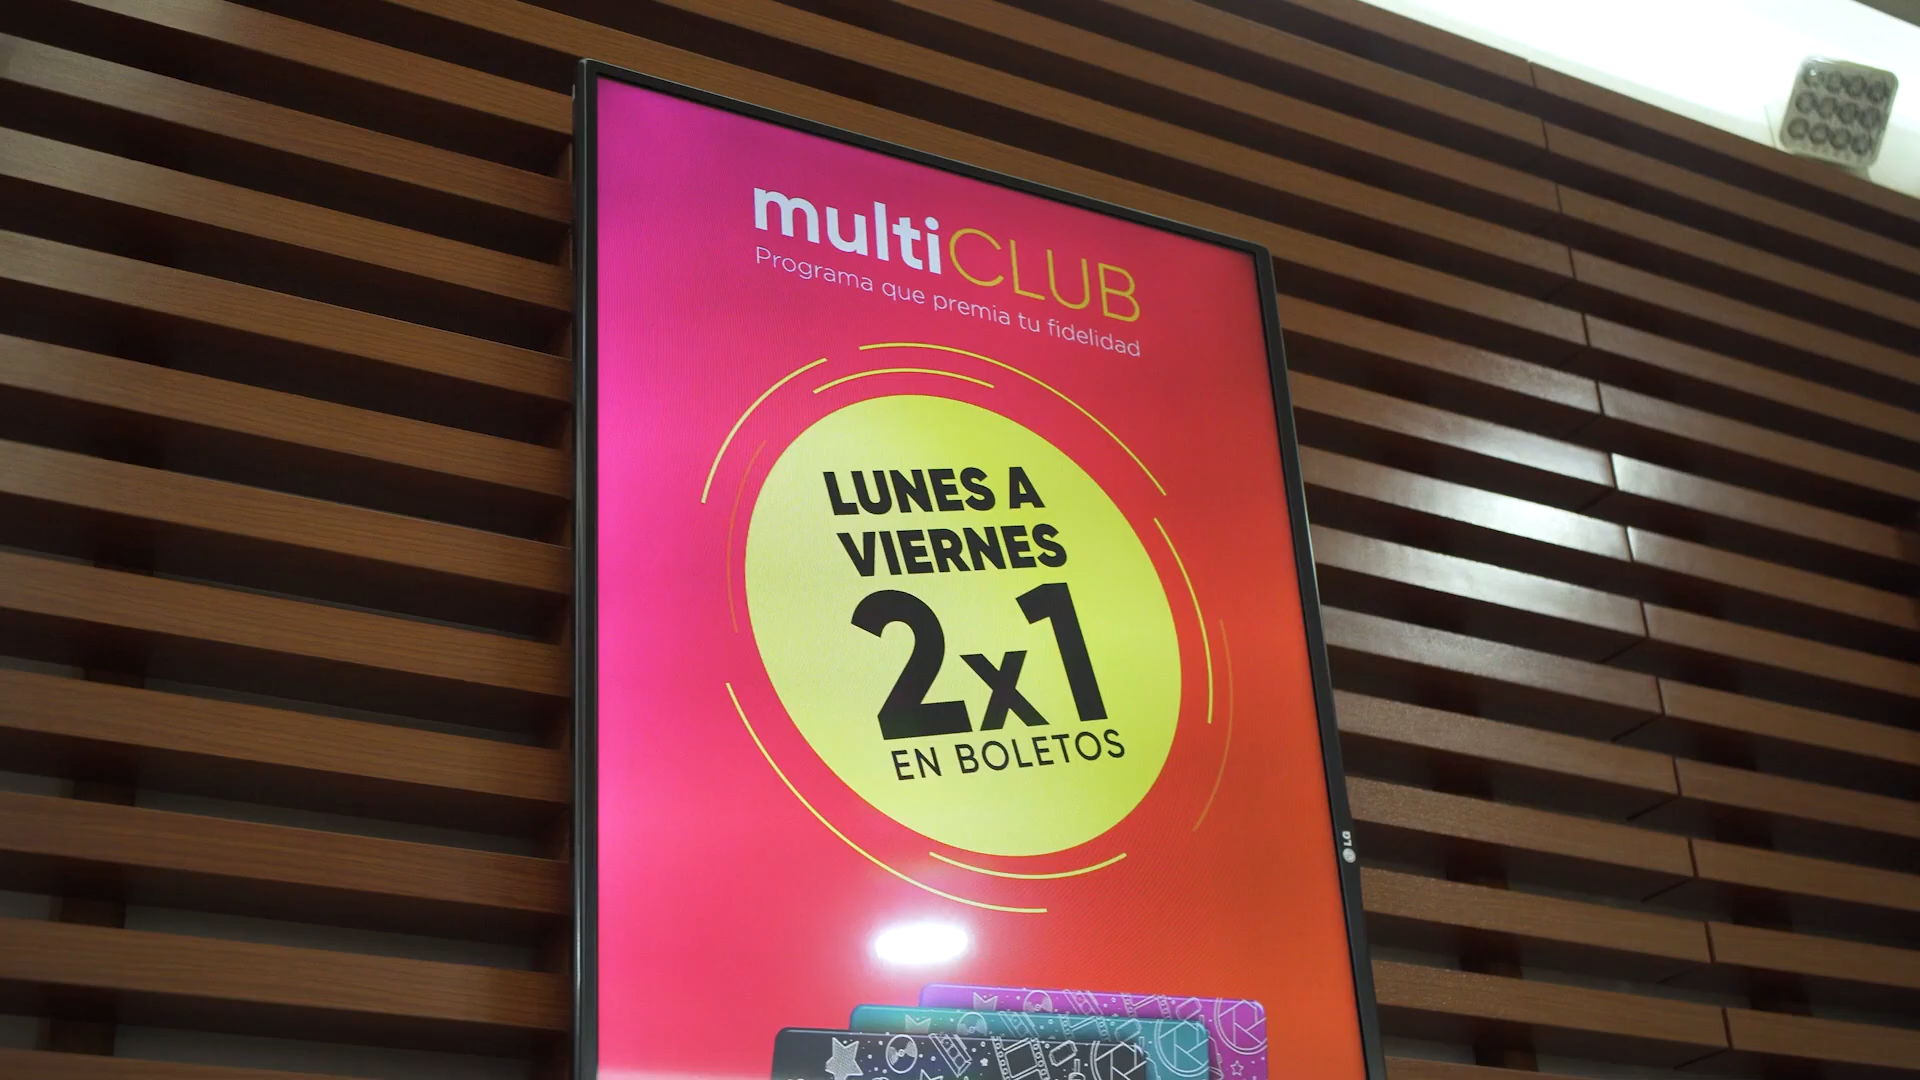 multiCLUB
Programa que premia tu fidelidad
LUNES A
VIERNES
2x1
EN BOLETOS
LG